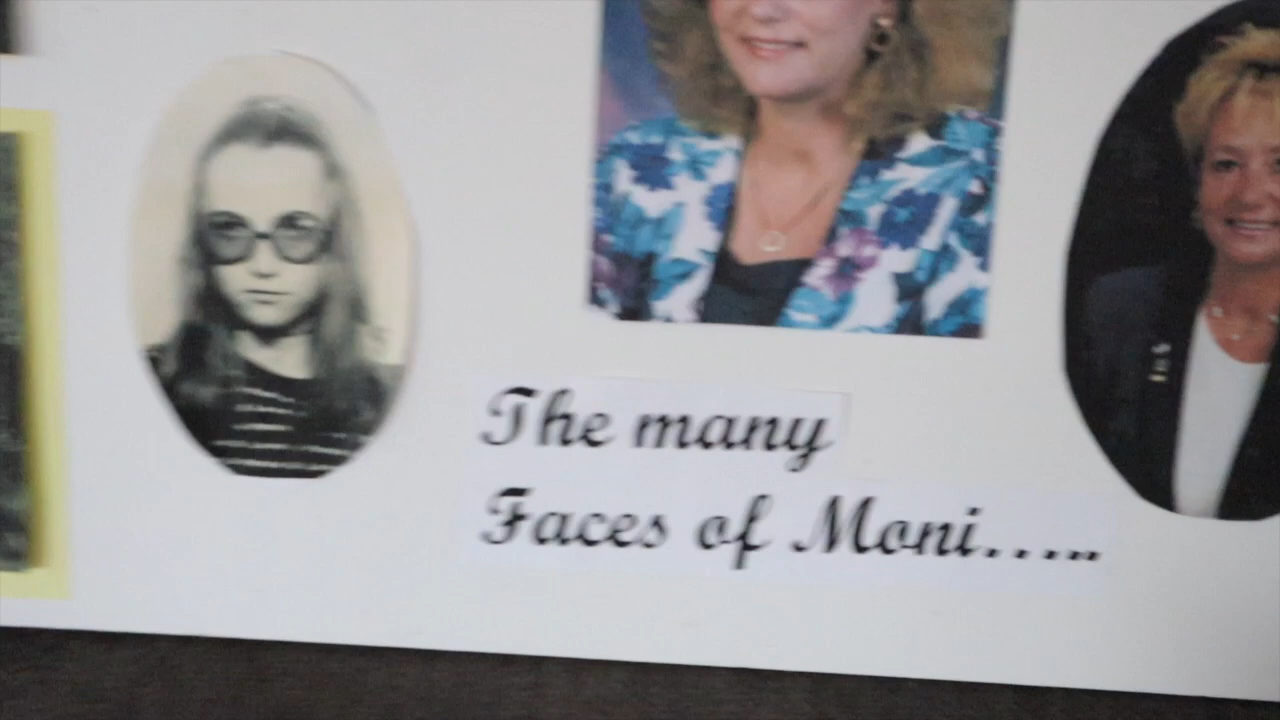 The many
Faces of Moni.....